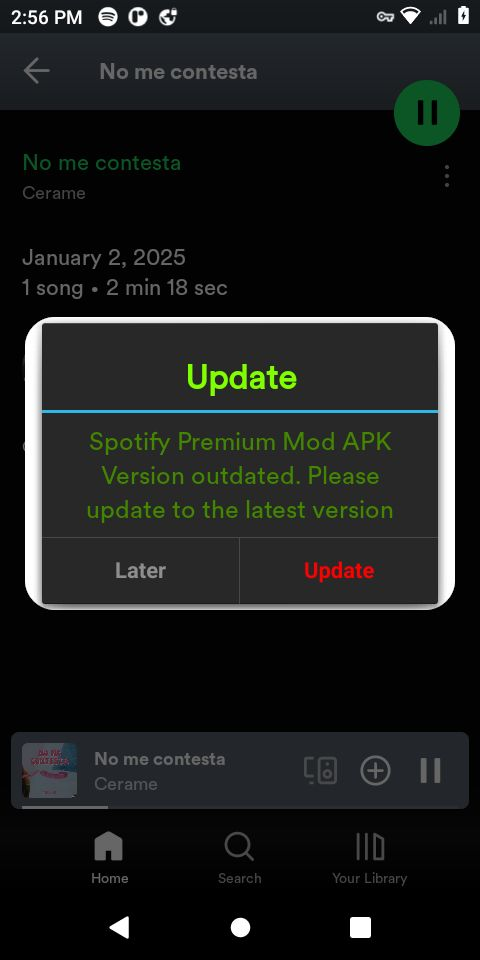 2:56 PM
No me contesta
No me contesta
Cerame
January 2, 2025
1 song • 2 min 18 sec
Update
Spotify Premium Mod APK
Version outdated. Please
update to the latest version
Later
Update
No me contesta
Cerame
Home
Search
Your Library